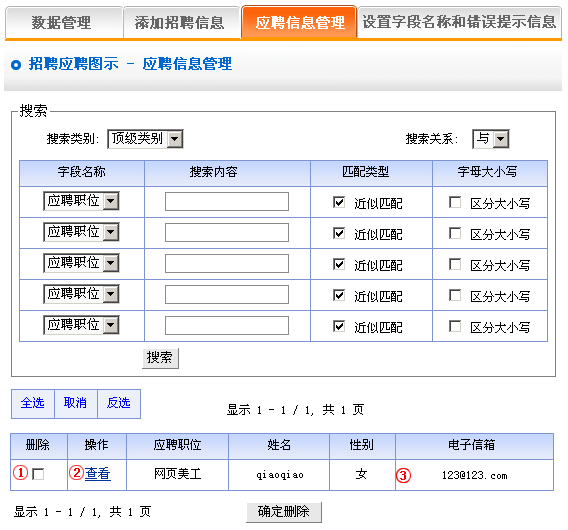 数据管理 添加招聘信息 应聘信息管理 设置字段名称和错误提示信息
招聘应聘图示 - 应聘信息管理
搜索
搜索类别: 顶级类别 搜索关系: 与
字段名称 搜索内容 匹配类型 字母大小写
应聘职位 近似匹配 区分大小写
应聘职位 近似匹配 区分大小写
应聘职位 近似匹配 区分大小写
应聘职位 近似匹配 区分大小写
应聘职位 近似匹配 区分大小写
搜索
全选 取消 反选 显示 1 - 1 / 1, 共 1 页
删除 操作 应聘职位 姓名 性别 电子信箱
① ②查看 网页美工 qiaoqiao 女 ③ 123@123.com
显示 1 - 1 / 1, 共 1 页 确定删除